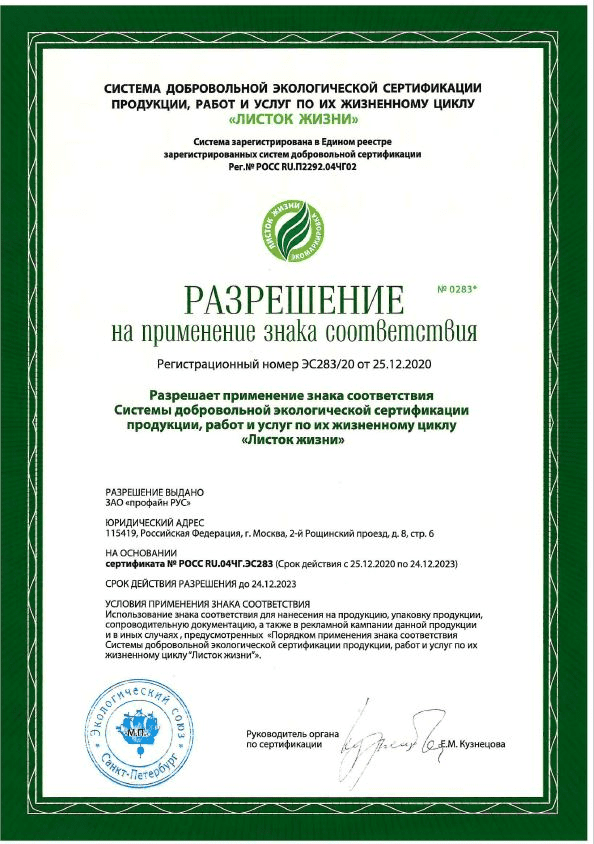 СИСТЕМА ДОБРОВОЛЬНОЙ ЭКОЛОГИЧЕСКОЙ СЕРТИФИКАЦИИ
ПРОДУКЦИИ, РАБОТ И УСЛУГ ПО ИХ ЖИЗНЕННОМУ ЦИКЛУ
«ЛИСТОК ЖИЗНИ»
Система зарегистрирована в Едином реестре
зарегистрированных систем добровольной сертификации
Рег.№ РОСС RU.П2292.04ЧГ02
ЛИСТОК ЖИЗНИ
ЭКОМАРКИРОВКА
№ 0283*
РАЗРЕШЕНИЕ
на применение знака соответствия
Регистрационный номер ЭС283/20 от 25.12.2020
Разрешает применение знака соответствия
Системы добровольной экологической сертификации
продукции, работ и услуг по их жизненному циклу
«Листок жизни»
РАЗРЕШЕНИЕ ВЫДАНО
ЗАО «профайн РУС»
ЮРИДИЧЕСКИЙ АДРЕС
115419, Российская Федерация, г. Москва, 2-й Рощинский проезд, д. 8, стр. 6
НА ОСНОВАНИИ
сертификата № РОСС RU.04ЧГ.ЭС283 (Срок действия с 25.12.2020 по 24.12.2023)
СРОК ДЕЙСТВИЯ РАЗРЕШЕНИЯ до 24.12.2023
УСЛОВИЯ ПРИМЕНЕНИЯ ЗНАКА СООТВЕТСТВИЯ
Использование знака соответствия для нанесения на продукцию, упаковку продукции,
сопроводительную документацию, а также в рекламной кампании данной продукции
и в иных случаях , предусмотренных «Порядком применения знака соответствия
Системы добровольной экологической сертификации продукции, работ и услуг по их
жизненному циклу "Листок жизни"».
Экологический союз
М.П.
Санкт-Петербург
Руководитель органа
по сертификации
Е.М. Кузнецова